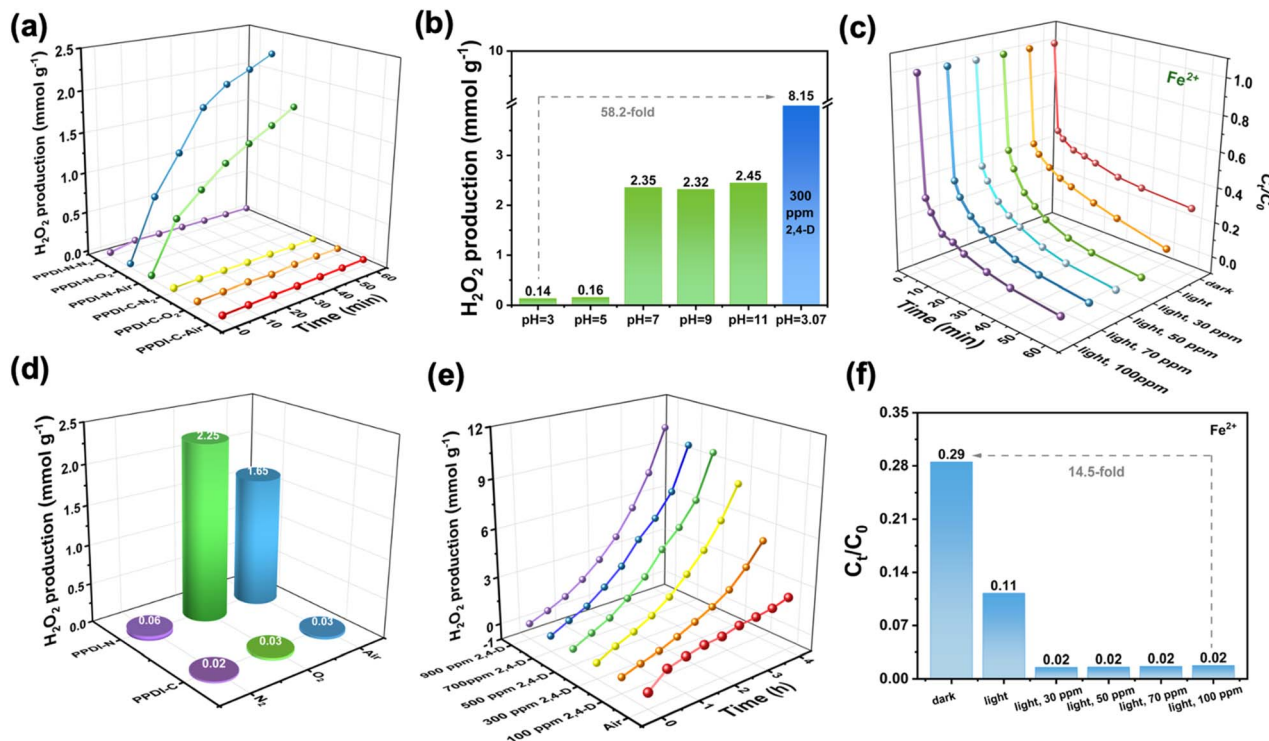 (a)
H₂O₂ production (mmol g⁻¹)
2.5
2.0
1.5
1.0
0.5
0.0
PPDI-N-N₂
PPDI-N-O₂
PPDI-N-Air
PPDI-C-N₂
PPDI-C-O₂
PPDI-C-Air
0
10
20
30
40
50
60
Time (min)
(b)
H₂O₂ production (mmol g⁻¹)
10
3
2
1
0
58.2-fold
0.14
0.16
2.35
2.32
2.45
8.15
300
ppm
2,4-D
pH=3
pH=5
pH=7
pH=9
pH=11
pH=3.07
(c)
Fe²⁺
1.0
0.8
0.6
0.4
0.2
0.0
Cₜ/C₀
0
10
20
30
40
50
60
Time (min)
dark
light
light, 30 ppm
light, 50 ppm
light, 70 ppm
light, 100ppm
(d)
H₂O₂ production (mmol g⁻¹)
2.5
2.0
1.5
1.0
0.5
0.0
2.25
1.65
0.06
0.03
0.03
0.02
PPDI-N
PPDI-C
N₂
O₂
Air
(e)
H₂O₂ production (mmol g⁻¹)
12
9
6
3
0
-1
900 ppm 2,4-D
700ppm 2,4-D
500 ppm 2,4-D
300 ppm 2,4-D
100 ppm 2,4-D
Air
0
1
2
3
4
Time (h)
(f)
Fe²⁺
Cₜ/C₀
0.35
0.28
0.21
0.14
0.07
0.00
0.29
14.5-fold
0.11
0.02
0.02
0.02
0.02
dark
light
light, 30 ppm
light, 50 ppm
light, 70 ppm
light, 100 ppm